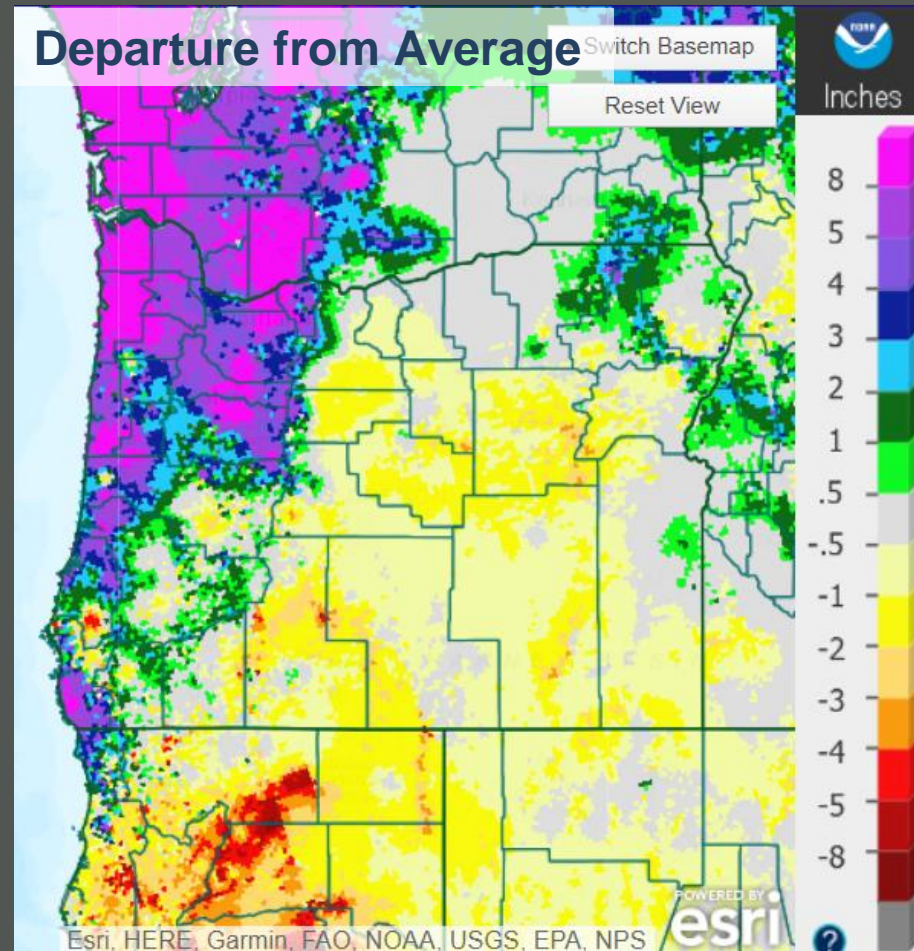 Departure from Average
Switch Basemap
Reset View
noaa
Inches
8
5
4
3
2
1
.5
-.5
-1
-2
-3
-4
-5
-8
?
POWERED BY
esri
Esri, HERE, Garmin, FAO, NOAA, USGS, EPA, NPS